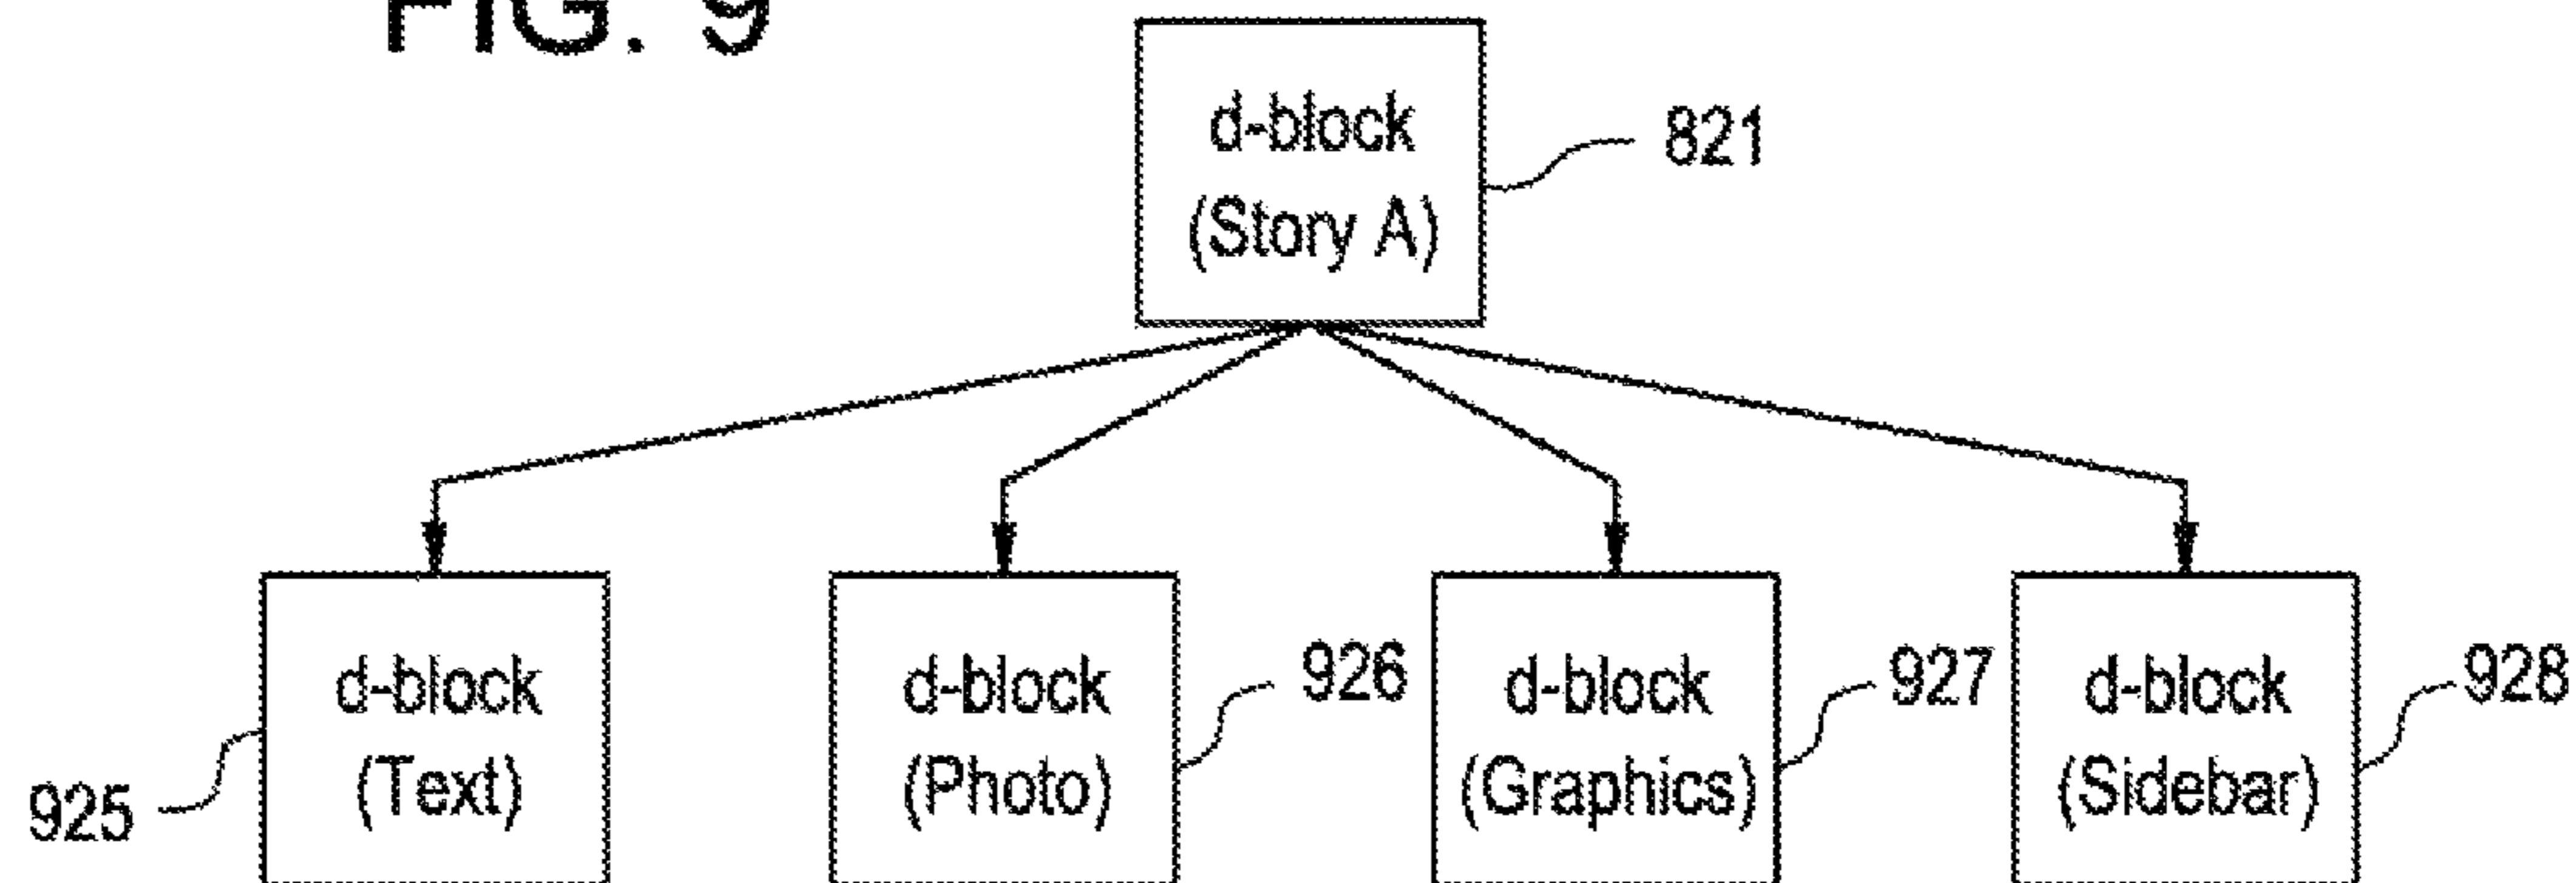 FIG. 9
d-block
(Story A)
821
d-block
(Text)
925
d-block
(Photo)
926
d-block
(Graphics)
927
d-block
(Sidebar)
928